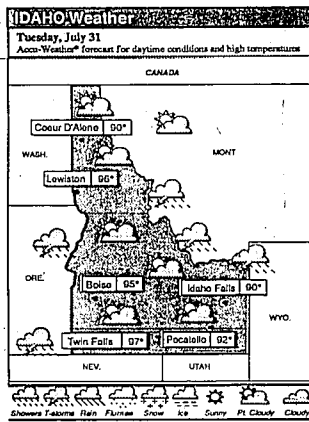 IDAHO Weather
Tuesday, July 31
Accu-Weather® forecast for daytime conditions and high temperatures
CANADA
Coeur D'Alene 90°
WASH.
MONT
Lewiston 96°
ORE.
Boise 95°
Idaho Falls 90°
WYO.
Twin Falls 97°
Pocatello 92°
NEV.
UTAH
Showers T-storms Rain Flurries Snow Ice Sunny Pt. Cloudy Cloudy